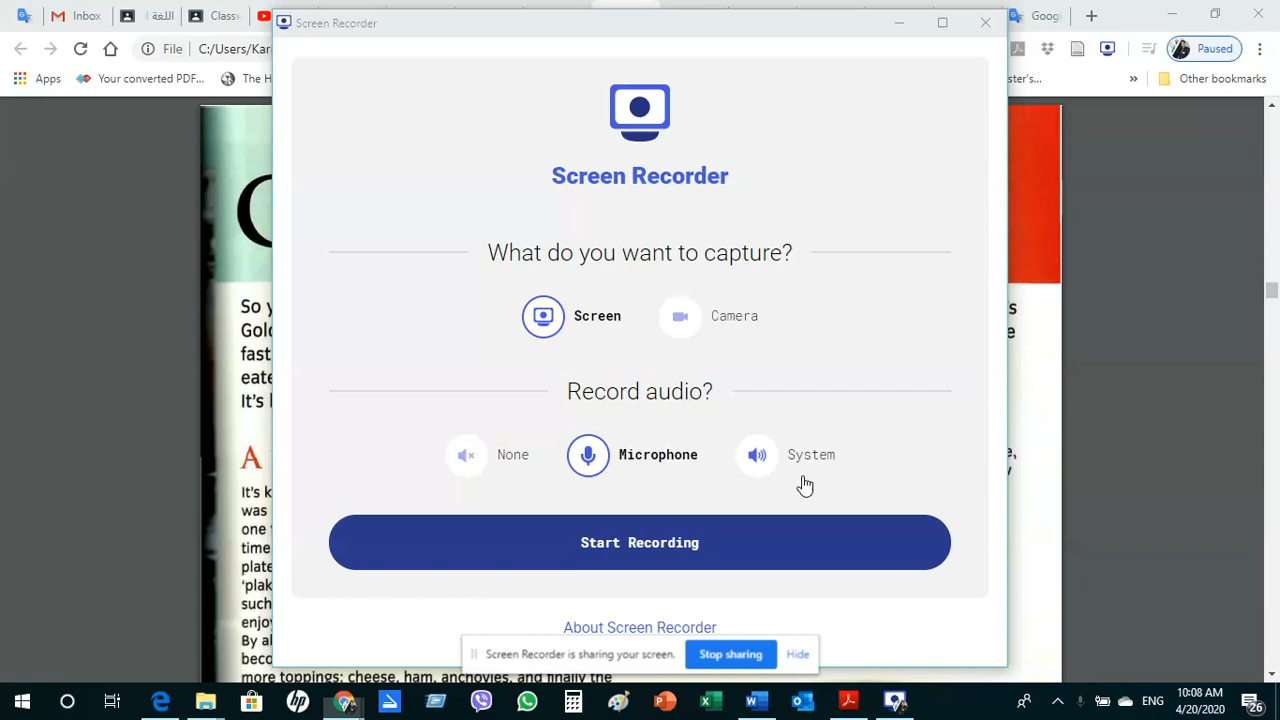 Inbox
اللغة ا
Class
Googl
Screen Recorder
File
C:/Users/Kar
Paused
Apps
Your converted PDF...
The H
ster's...
»
Other bookmarks
Screen Recorder
What do you want to capture?
Screen
Camera
Record audio?
None
Microphone
System
Start Recording
About Screen Recorder
Screen Recorder is sharing your screen.
Stop sharing
Hide
So y
Gol
fast
eate
It's
A
It's k
was
one
time
plate
'plak
such
enjoy
By al
beco
more toppings: cheese, ham, anchovies, and finally the
ENG
10:08 AM
4/20/2020
26